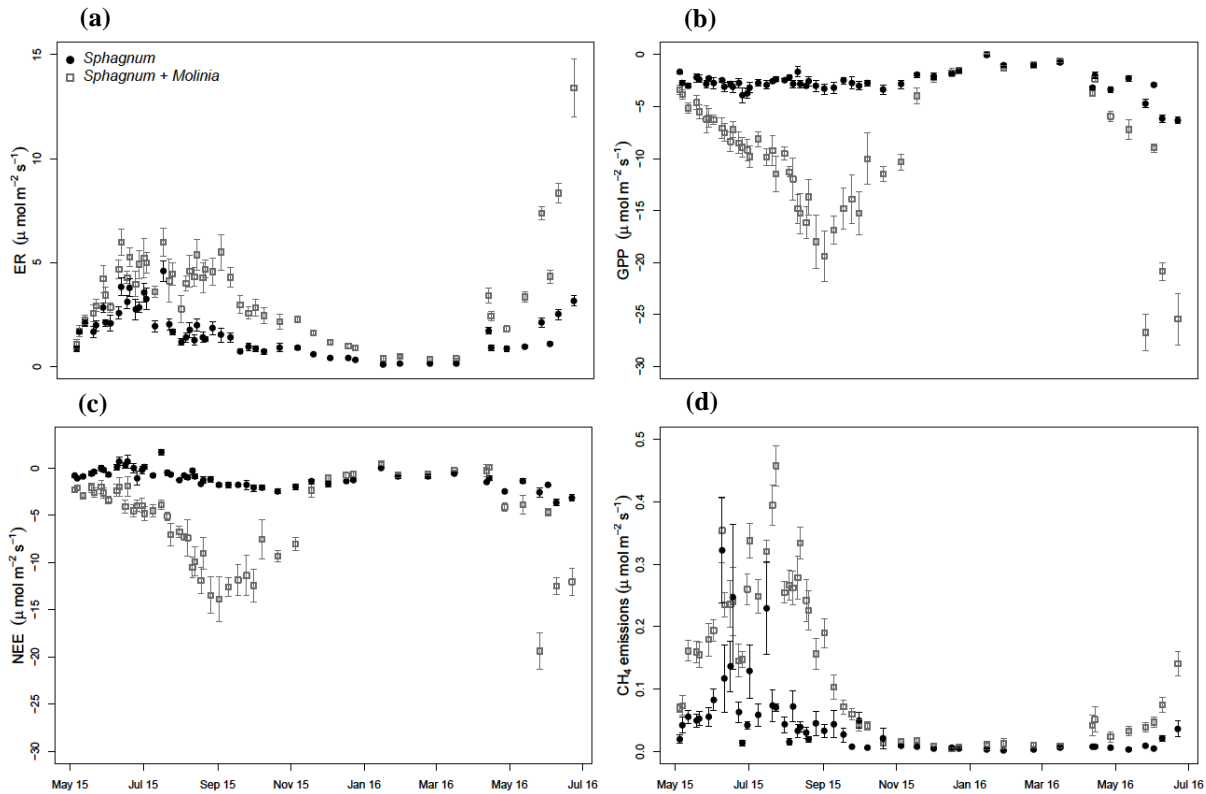 (a)
ER (μ mol m⁻² s⁻¹)
15
10
5
0
Sphagnum
Sphagnum + Molinia
(b)
GPP (μ mol m⁻² s⁻¹)
0
−5
−10
−15
−20
−25
−30
(c)
NEE (μ mol m⁻² s⁻¹)
0
−5
−10
−15
−20
−25
−30
May 15 Jul 15 Sep 15 Nov 15 Jan 16 Mar 16 May 16 Jul 16
(d)
CH₄ emissions (μ mol m⁻² s⁻¹)
0.5
0.4
0.3
0.2
0.1
0.0
May 15 Jul 15 Sep 15 Nov 15 Jan 16 Mar 16 May 16 Jul 16